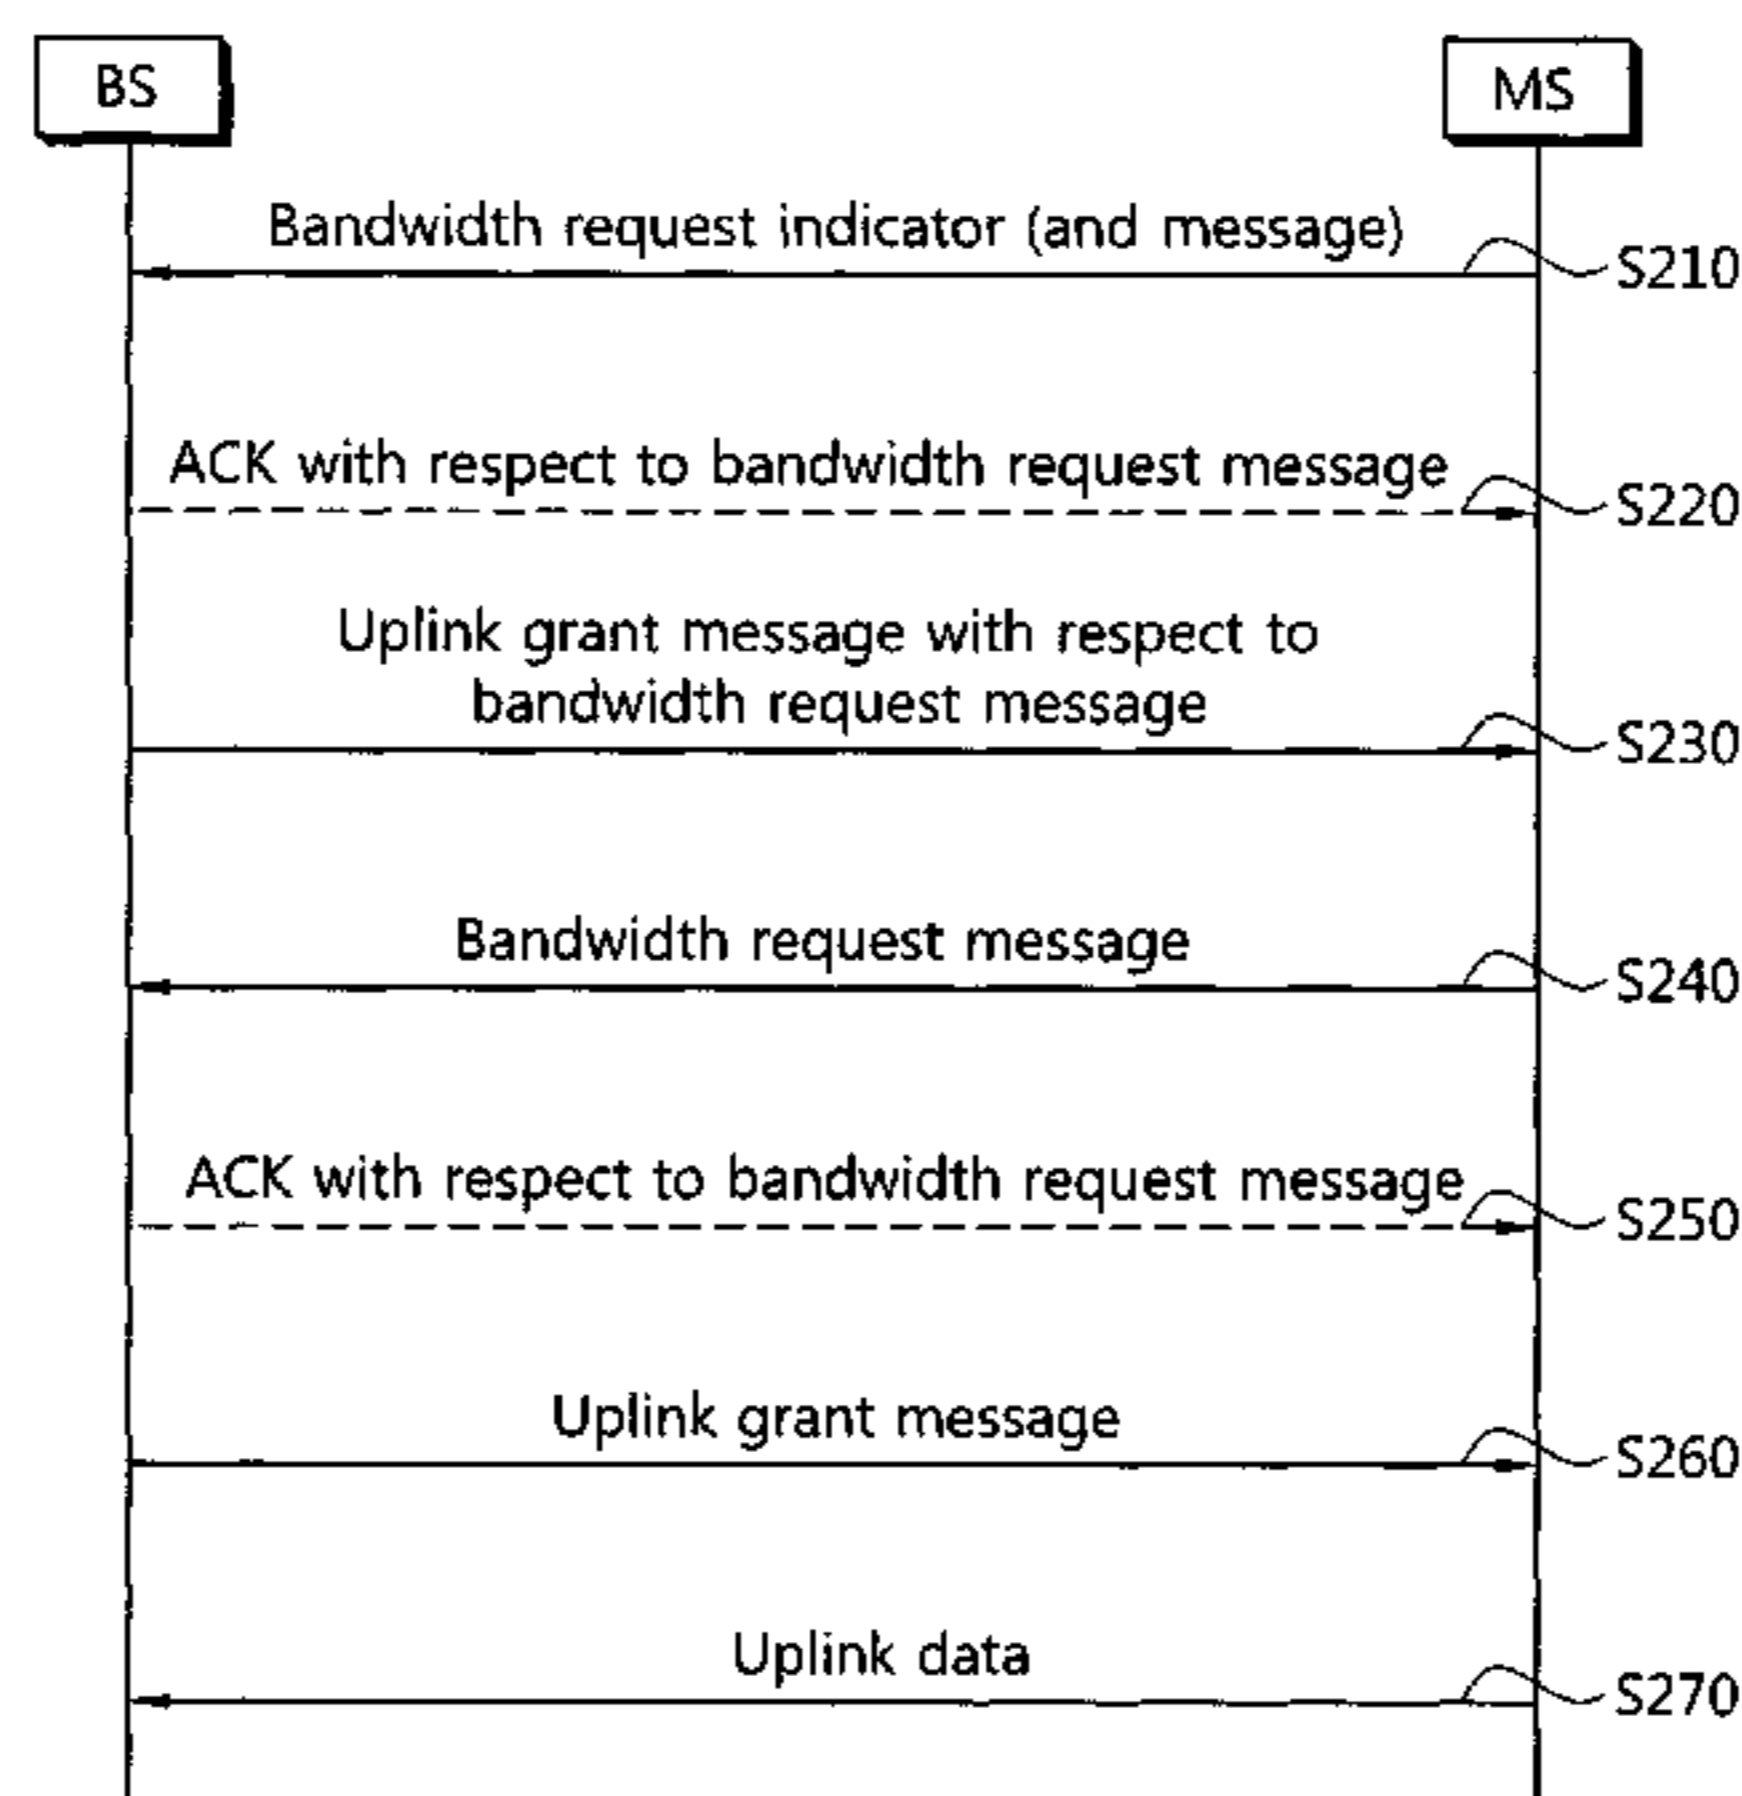 BS
MS
Bandwidth request indicator (and message)
S210
ACK with respect to bandwidth request message
S220
Uplink grant message with respect to
bandwidth request message
S230
Bandwidth request message
S240
ACK with respect to bandwidth request message
S250
Uplink grant message
S260
Uplink data
S270